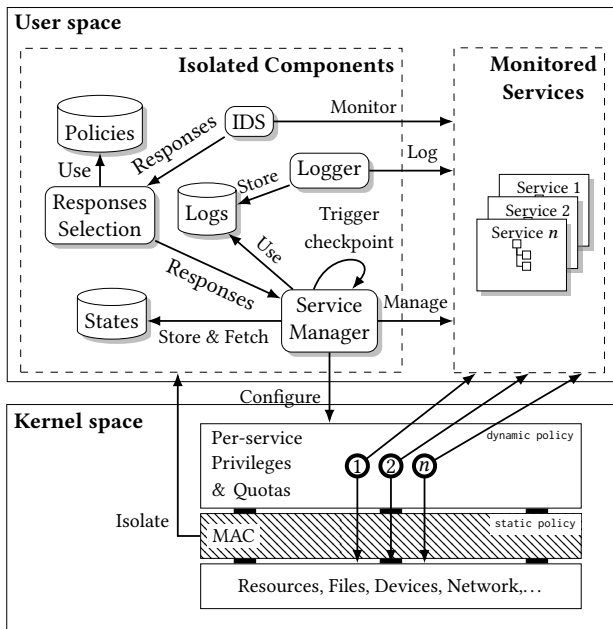 User space
Isolated Components
Monitored
Services
Policies
IDS
Monitor
Responses
Use
Logger
Log
Store
Responses
Selection
Logs
Trigger
checkpoint
Use
Responses
Service 1
Service 2
Service n
States
Store & Fetch
Service
Manager
Manage
Configure
Kernel space
Per-service
Privileges
& Quotas
dynamic policy
1
2
n
Isolate
MAC
static policy
Resources, Files, Devices, Network,...